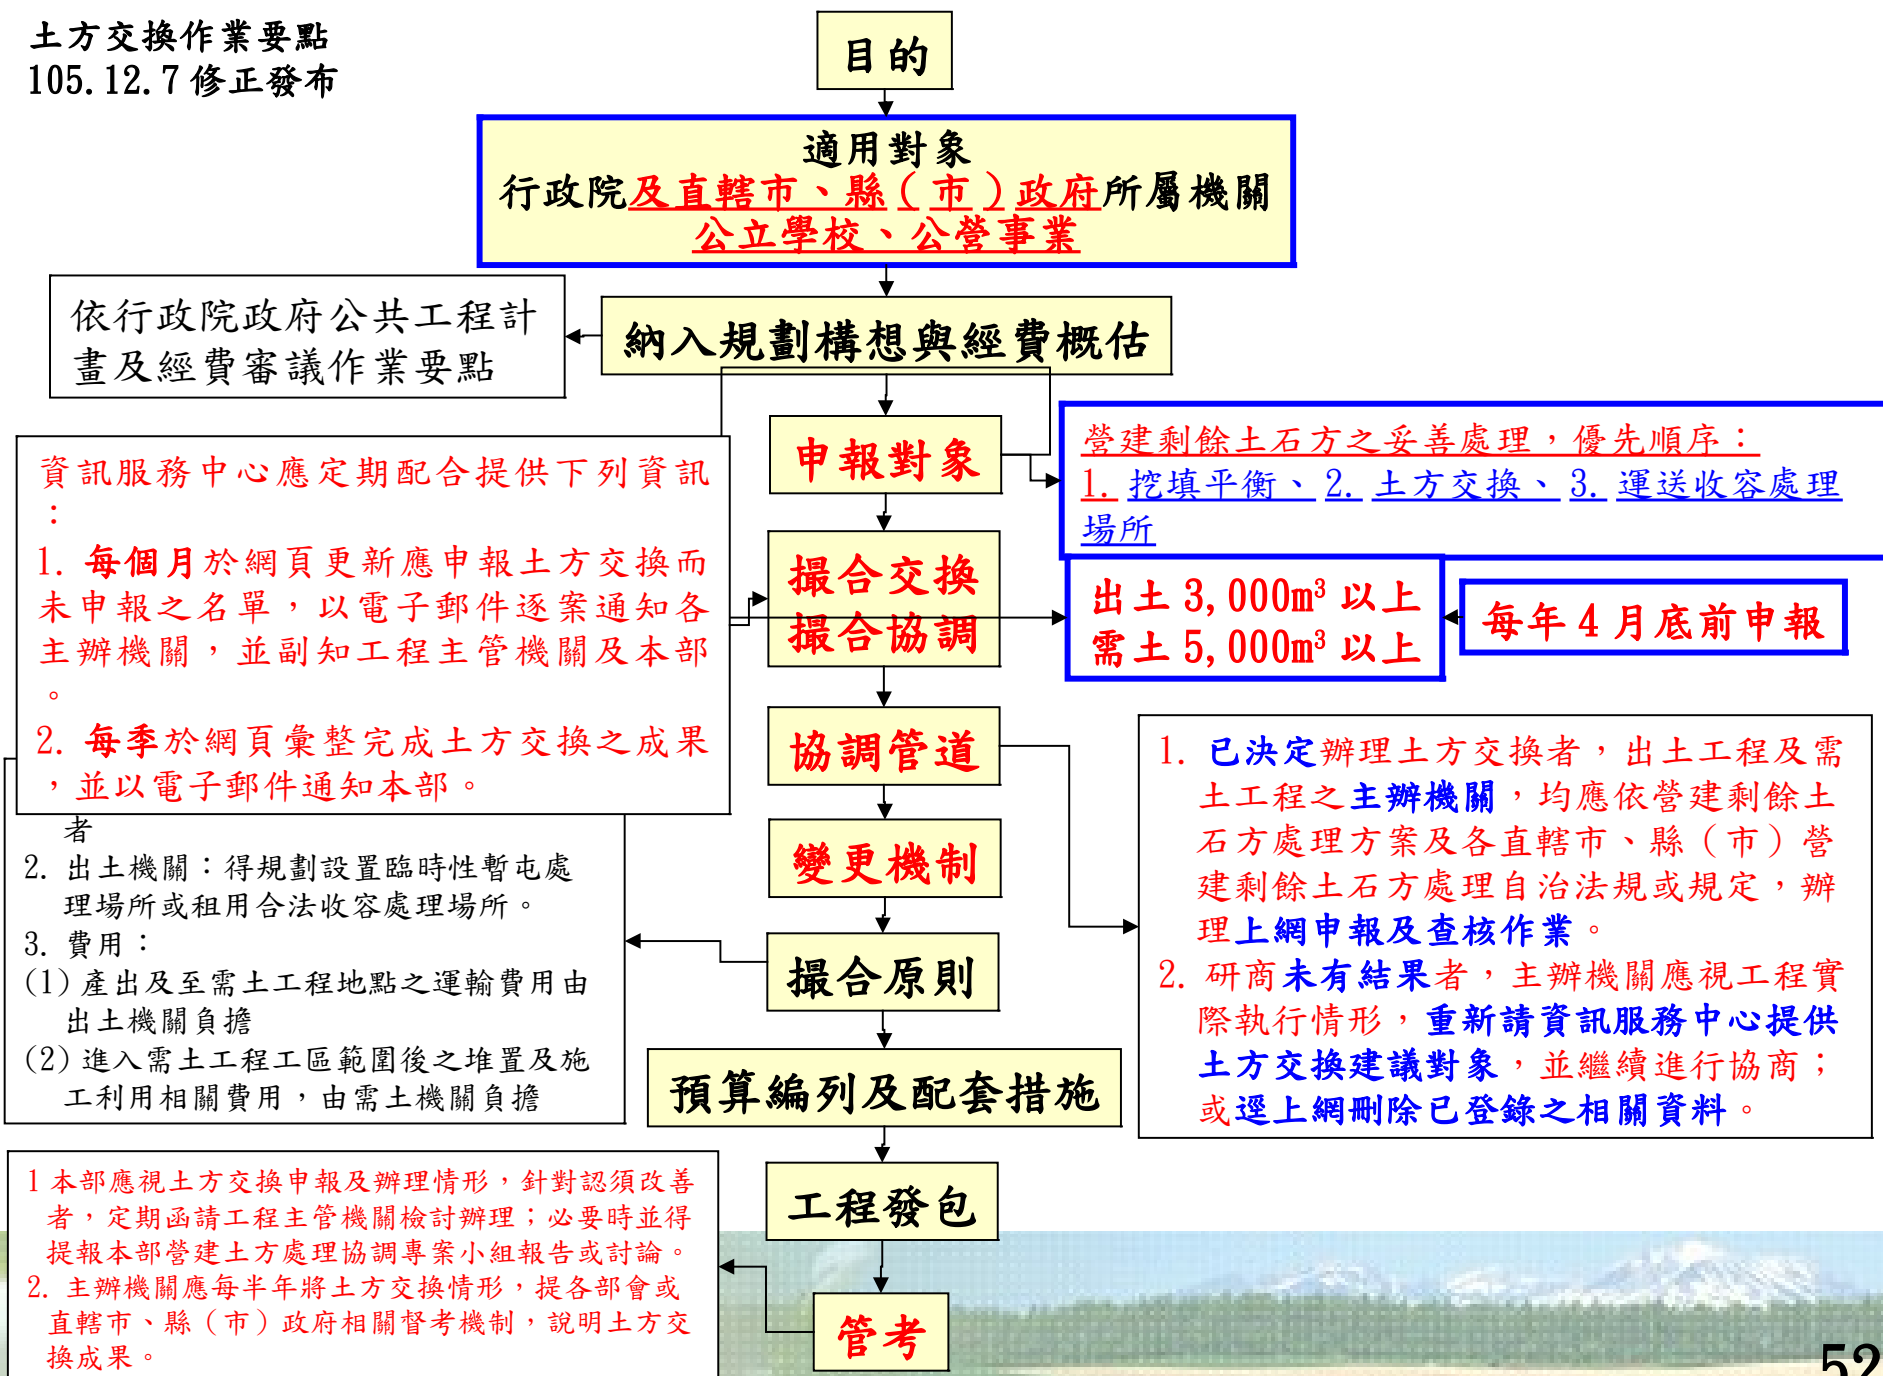 土方交換作業要點
105.12.7修正發布
目的
適用對象
行政院及直轄市、縣(市)政府所屬機關
公立學校、公營事業
納入規劃構想與經費概估
依行政院政府公共工程計
畫及經費審議作業要點
申報對象
營建剩餘土石方之妥善處理，優先順序：
1. 挖填平衡、2. 土方交換、3. 運送收容處理
場所
資訊服務中心應定期配合提供下列資訊
：
1. 每個月於網頁更新應申報土方交換而
未申報之名單，以電子郵件逐案通知各
主辦機關，並副知工程主管機關及本部
。
2. 每季於網頁彙整完成土方交換之成果
，並以電子郵件通知本部。
撮合交換
撮合協調
出土3,000m³以上
需土5,000m³以上
每年4月底前申報
協調管道
1. 已決定辦理土方交換者，出土工程及需
土工程之主辦機關，均應依營建剩餘土
石方處理方案及各直轄市、縣（市）營
建剩餘土石方處理自治法規或規定，辦
理上網申報及查核作業。
2. 研商未有結果者，主辦機關應視工程實
際執行情形，重新請資訊服務中心提供
土方交換建議對象，並繼續進行協商；
或逕上網刪除已登錄之相關資料。
變更機制
撮合原則
者
2. 出土機關：得規劃設置臨時性暫屯處
理場所或租用合法收容處理場所。
3. 費用：
(1)產出及至需土工程地點之運輸費用由
出土機關負擔
(2)進入需土工程工區範圍後之堆置及施
工利用相關費用，由需土機關負擔
預算編列及配套措施
工程發包
管考
1 本部應視土方交換申報及辦理情形，針對認須改善
者，定期函請工程主管機關檢討辦理；必要時並得
提報本部營建土方處理協調專案小組報告或討論。
2. 主辦機關應每半年將土方交換情形，提各部會或
直轄市、縣（市）政府相關督考機制，說明土方交
換成果。
52